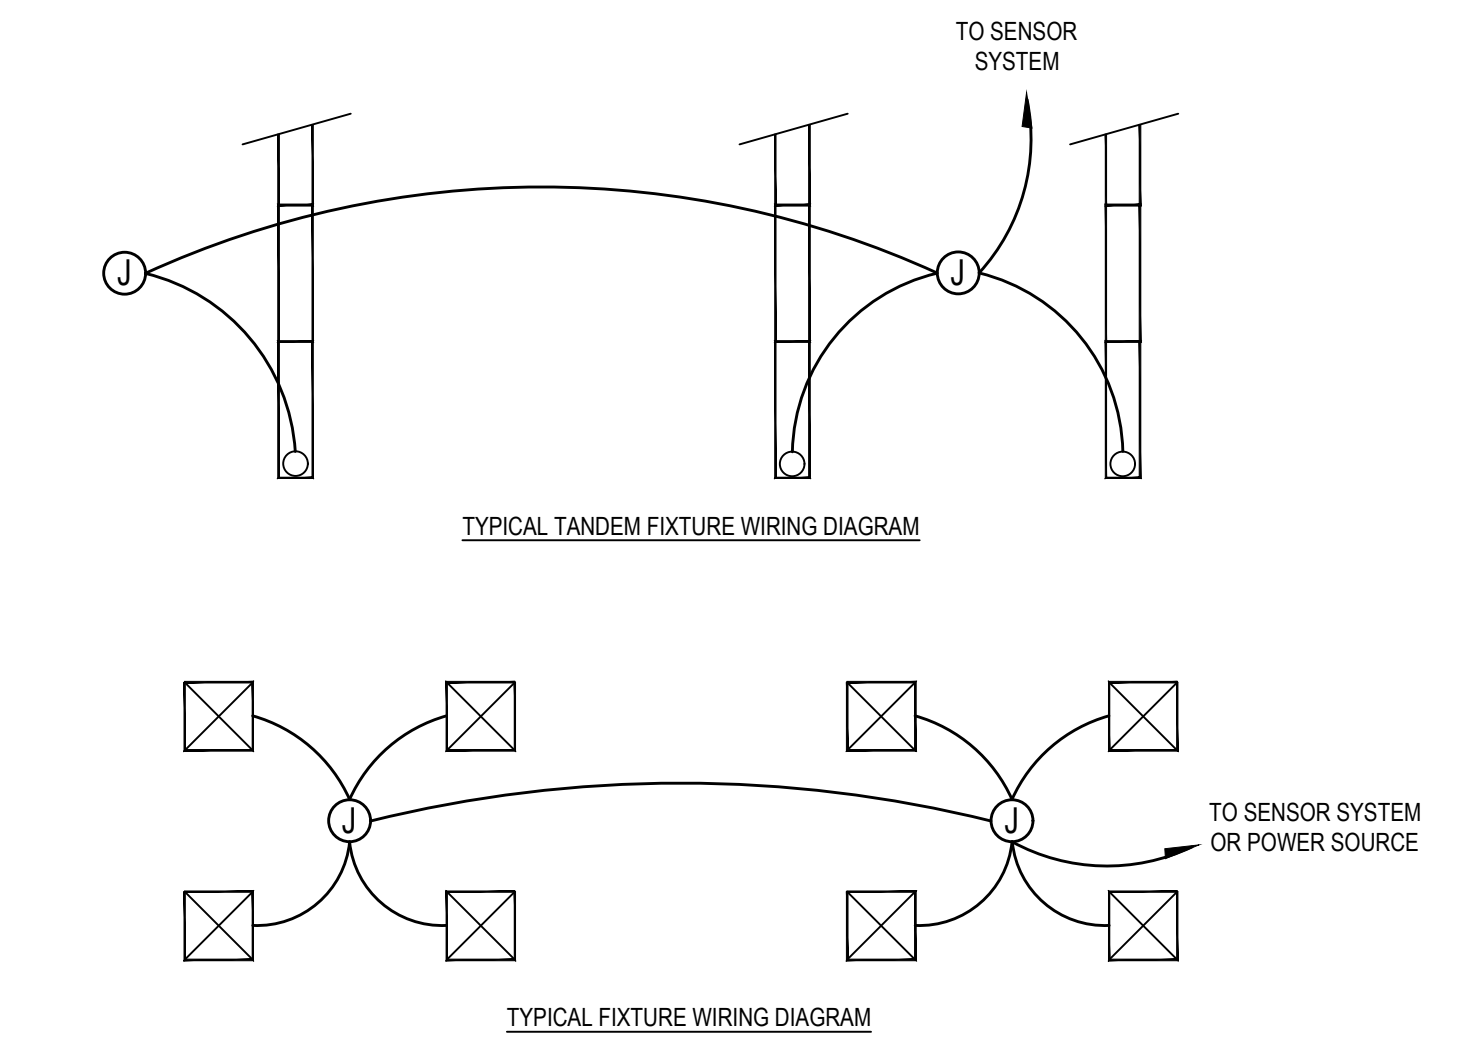 TO SENSOR
SYSTEM
J
J
TYPICAL TANDEM FIXTURE WIRING DIAGRAM
J
J
TO SENSOR SYSTEM
OR POWER SOURCE
TYPICAL FIXTURE WIRING DIAGRAM